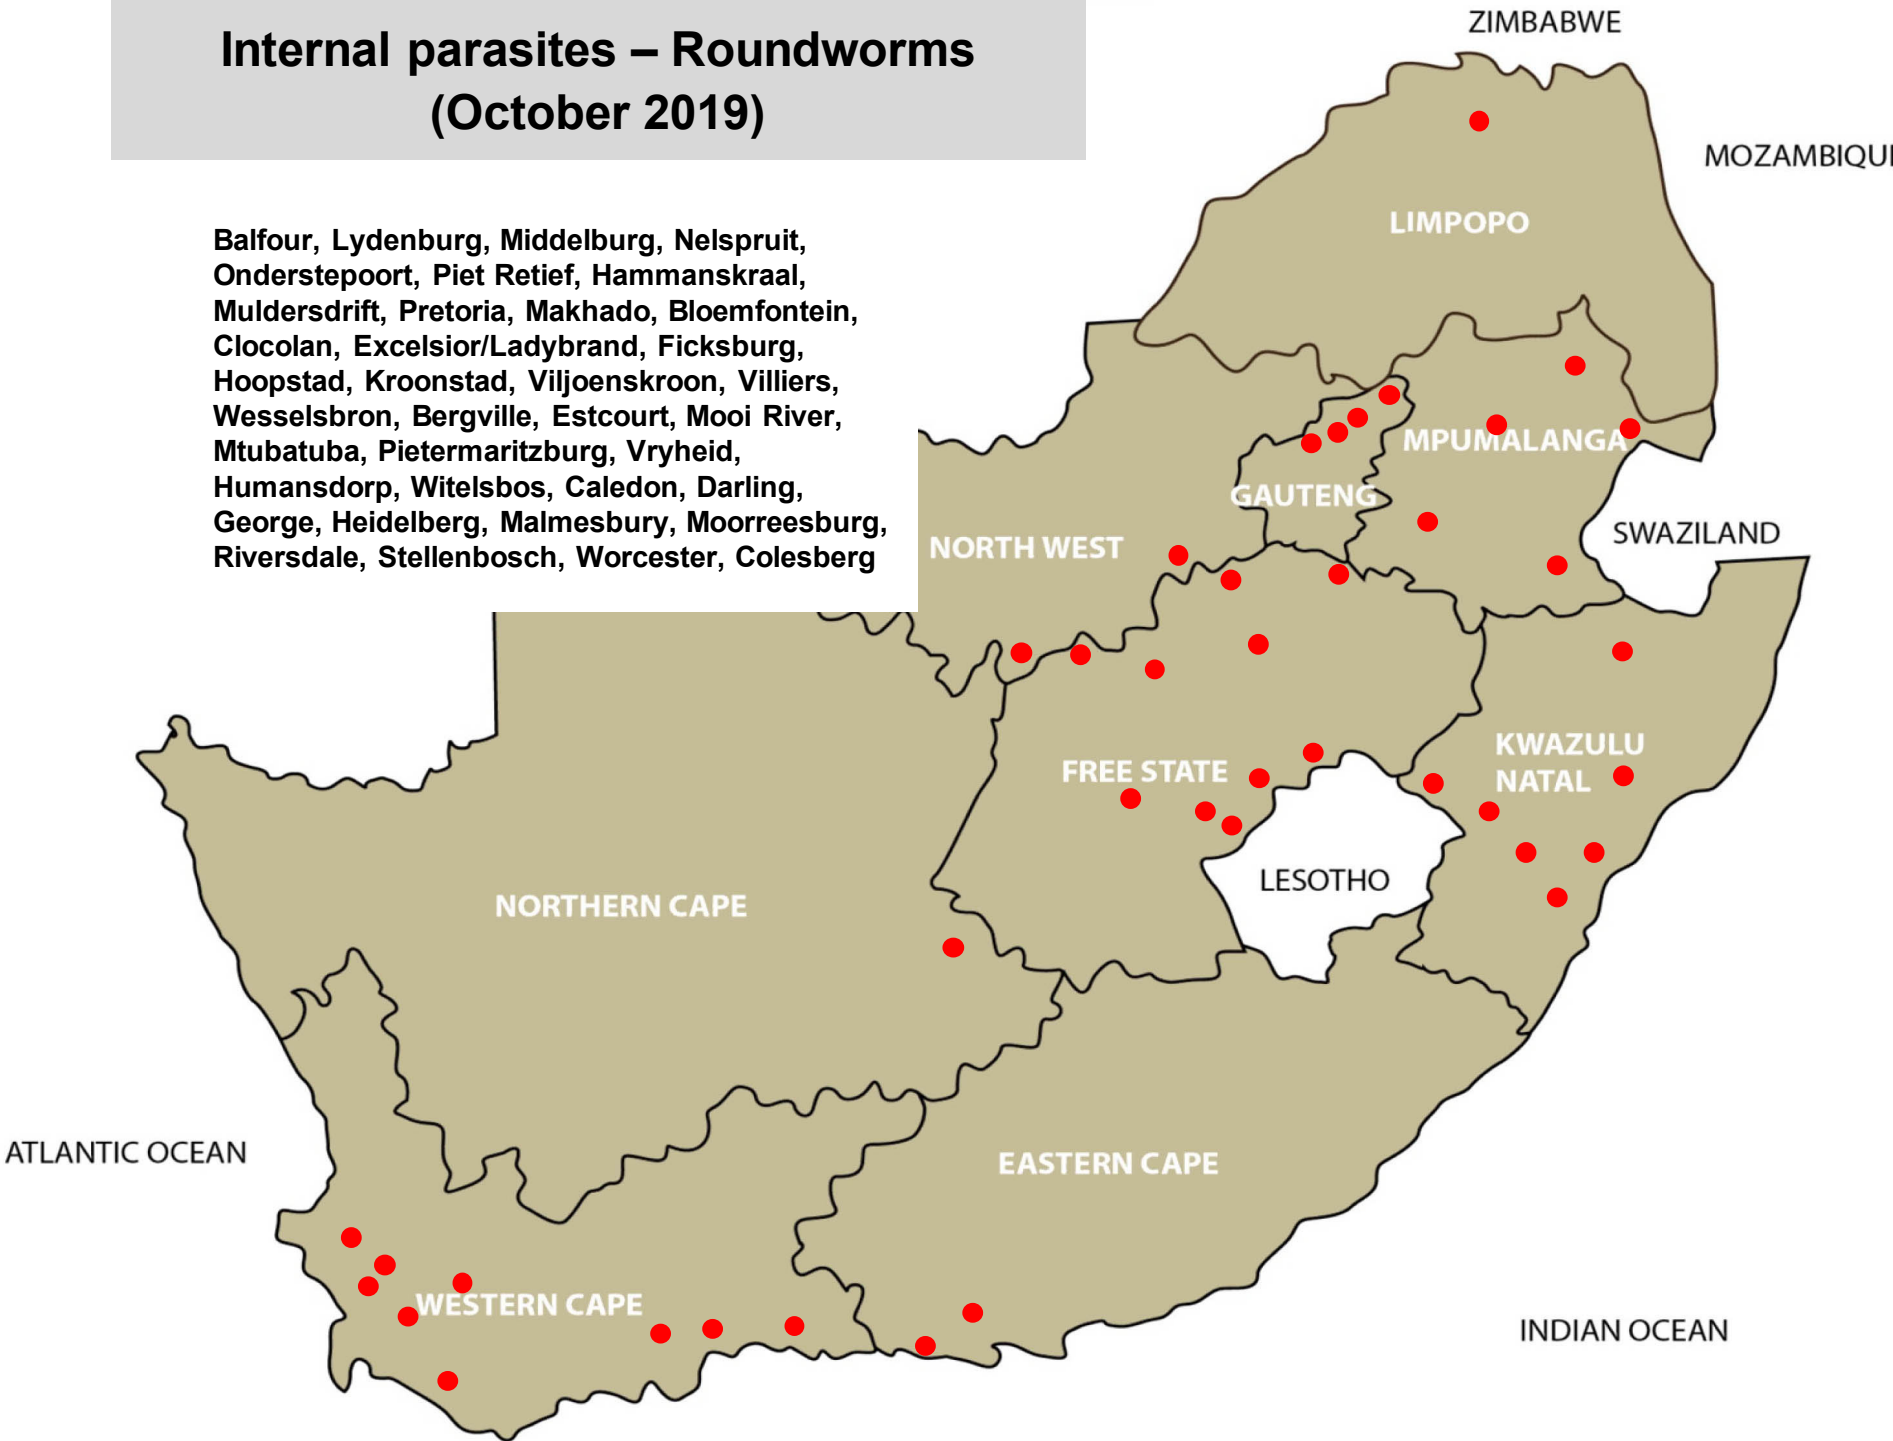 Internal parasites – Roundworms
(October 2019)
Balfour, Lydenburg, Middelburg, Nelspruit,
Onderstepoort, Piet Retief, Hammanskraal,
Muldersdrift, Pretoria, Makhado, Bloemfontein,
Clocolan, Excelsior/Ladybrand, Ficksburg,
Hoopstad, Kroonstad, Viljoenskroon, Villiers,
Wesselsbron, Bergville, Estcourt, Mooi River,
Mtubatuba, Pietermaritzburg, Vryheid,
Humansdorp, Witelsbos, Caledon, Darling,
George, Heidelberg, Malmesbury, Moorreesburg,
Riversdale, Stellenbosch, Worcester, Colesberg
ZIMBABWE
MOZAMBIQUE
LIMPOPO
MPUMALANGA
GAUTENG
SWAZILAND
NORTH WEST
KWAZULU
NATAL
FREE STATE
LESOTHO
NORTHERN CAPE
ATLANTIC OCEAN
EASTERN CAPE
WESTERN CAPE
INDIAN OCEAN